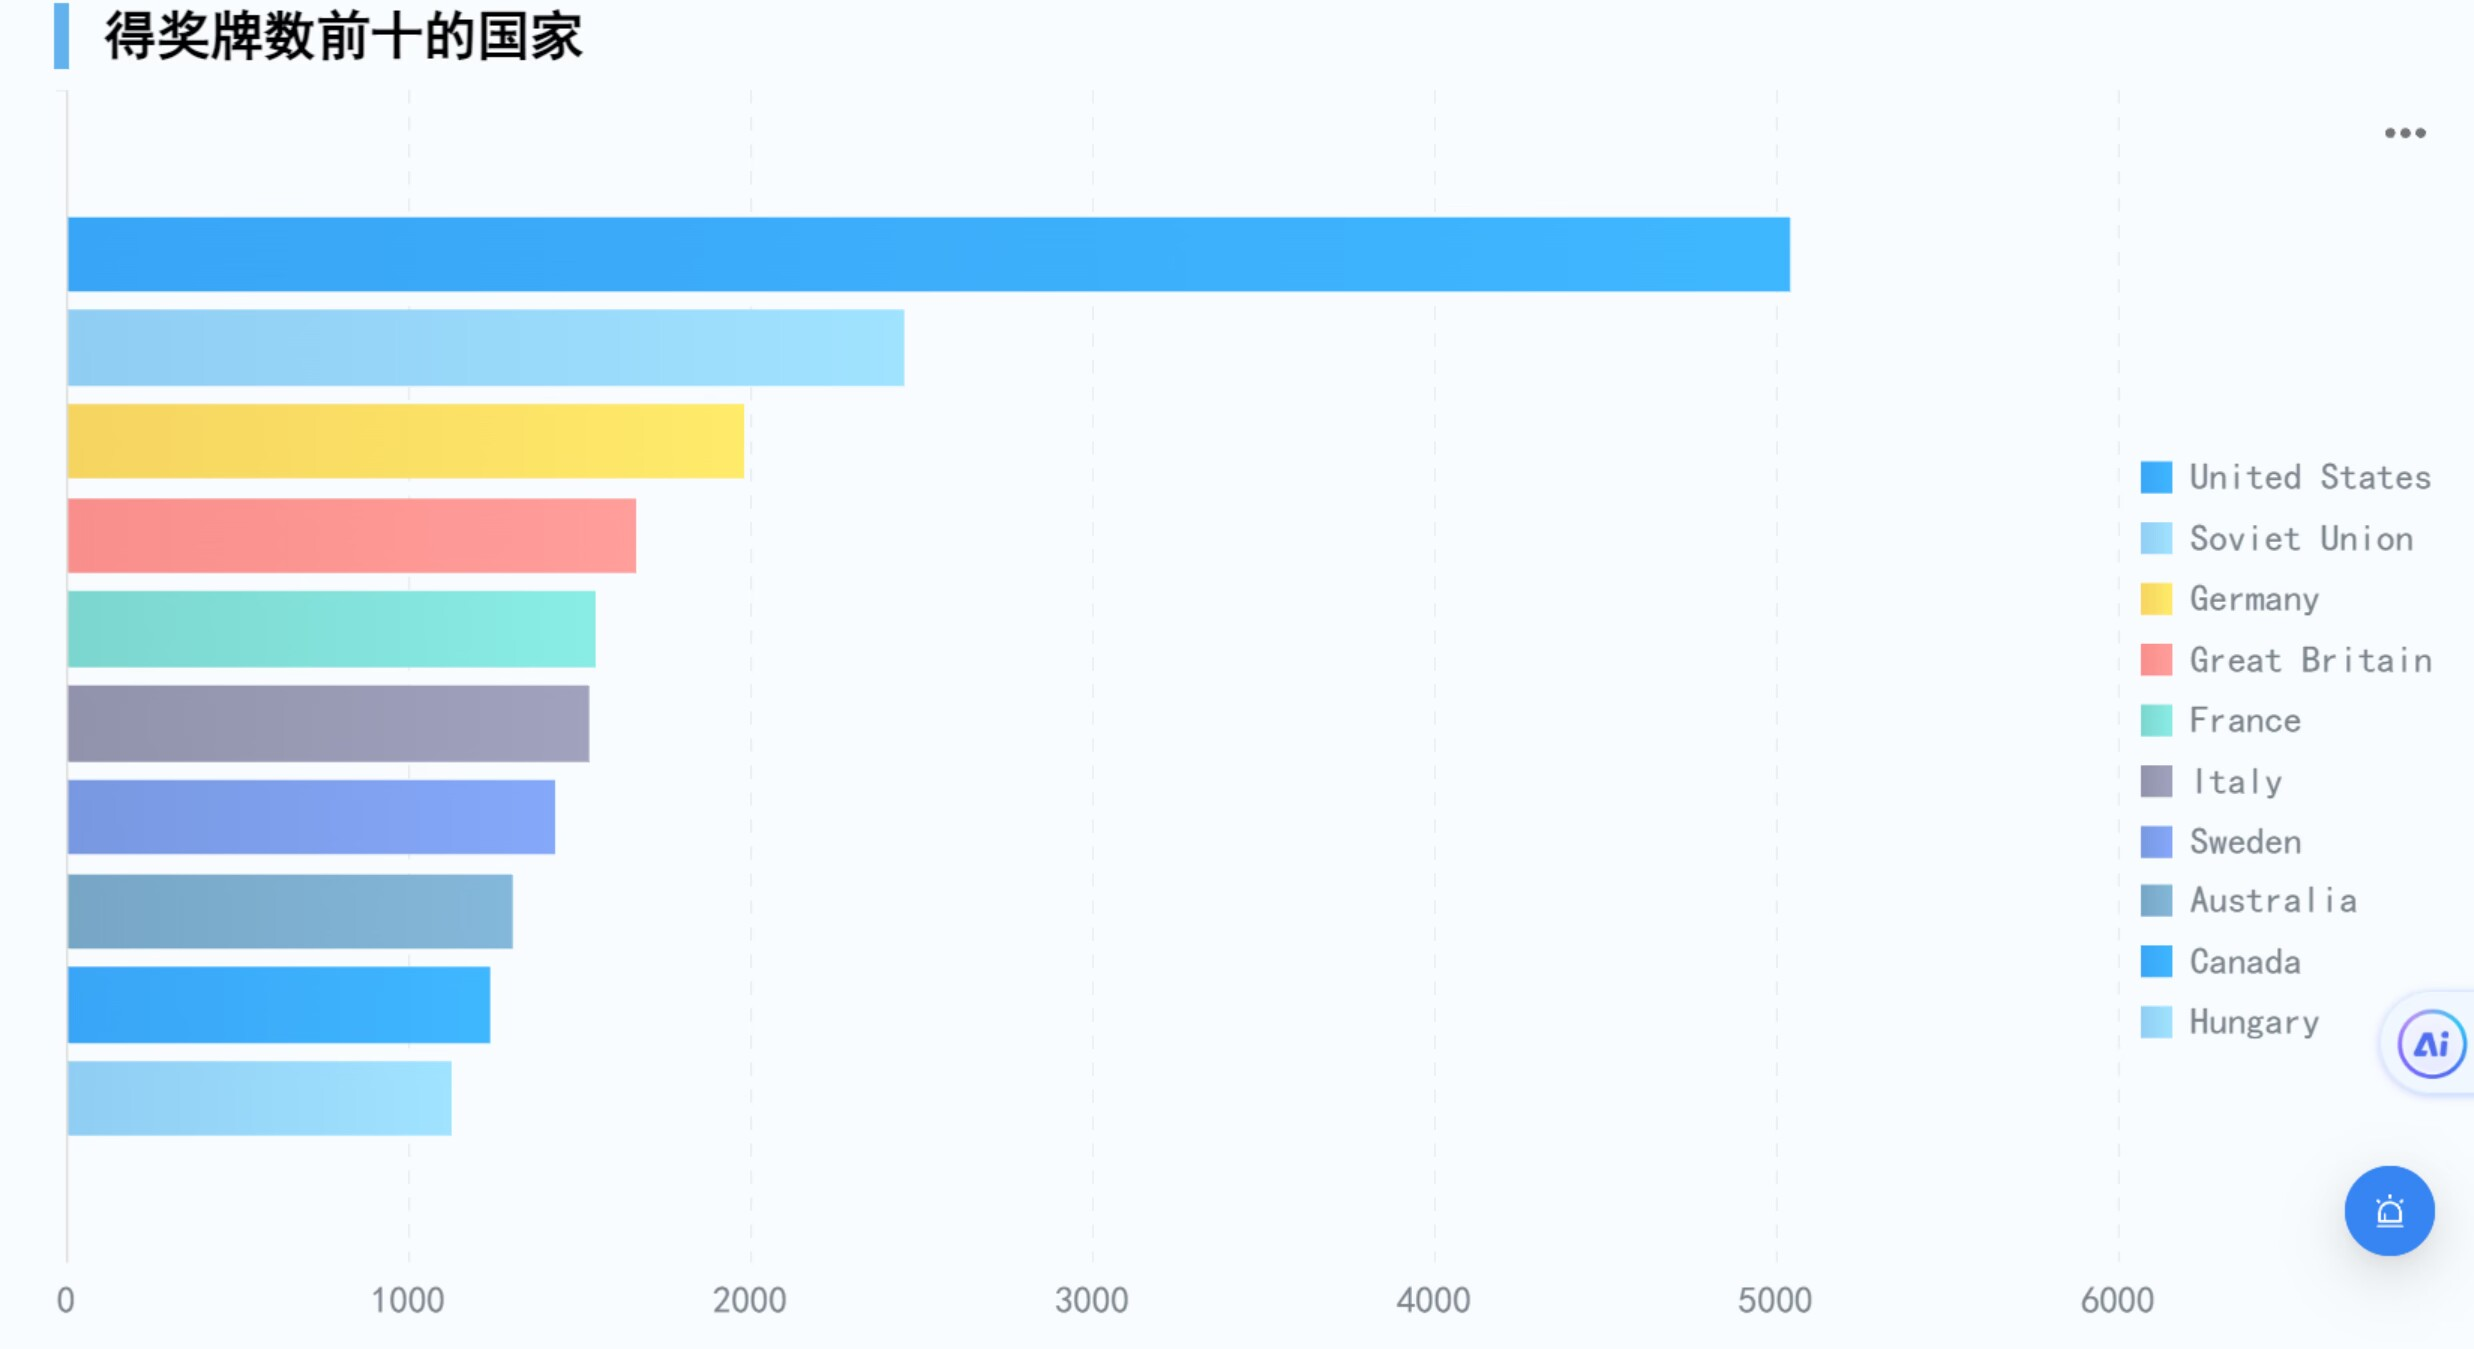 得奖牌数前十的国家
United States
Soviet Union
Germany
Great Britain
France
Italy
Sweden
Australia
Canada
Hungary
Ai
0 1000 2000 3000 4000 5000 6000